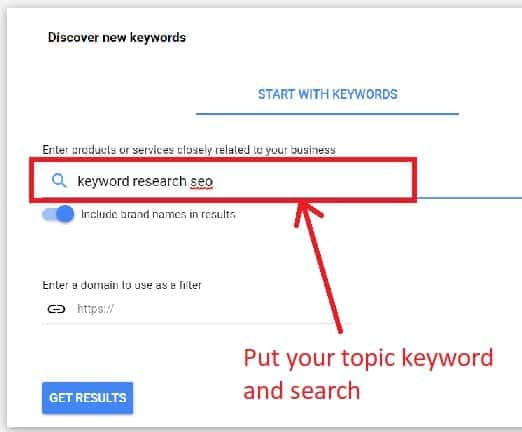 Discover new keywords
START WITH KEYWORDS
Enter products or services closely related to your business
keyword research seo
Include brand names in results
Enter a domain to use as a filter
https://
Put your topic keyword
and search
GET RESULTS